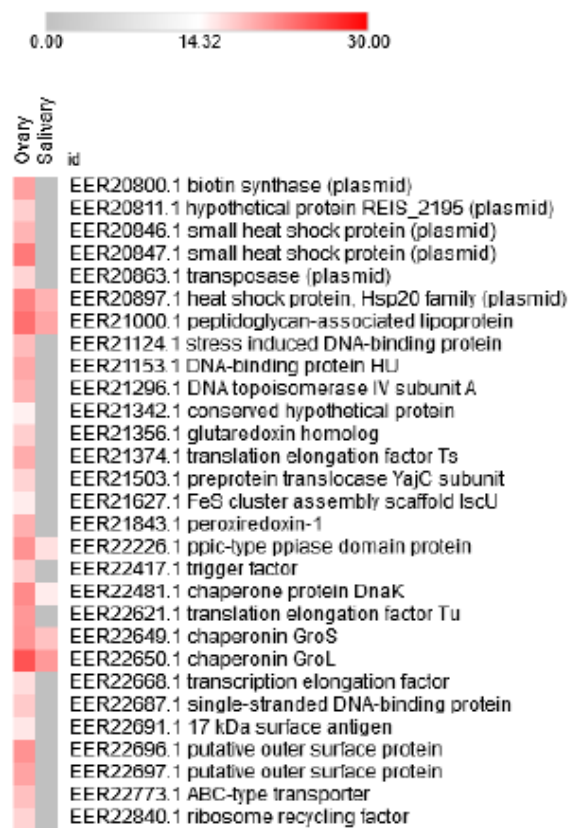 0.00 14.32 30.00
Ovary
Salivary
id
EER20800.1 biotin synthase (plasmid)
EER20811.1 hypothetical protein REIS_2195 (plasmid)
EER20846.1 small heat shock protein (plasmid)
EER20847.1 small heat shock protein (plasmid)
EER20863.1 transposase (plasmid)
EER20897.1 heat shock protein, Hsp20 family (plasmid)
EER21000.1 peptidoglycan-associated lipoprotein
EER21124.1 stress induced DNA-binding protein
EER21153.1 DNA-binding protein HU
EER21296.1 DNA topoisomerase IV subunit A
EER21342.1 conserved hypothetical protein
EER21356.1 glutaredoxin homolog
EER21374.1 translation elongation factor Ts
EER21503.1 preprotein translocase YajC subunit
EER21627.1 FeS cluster assembly scaffold IscU
EER21843.1 peroxiredoxin-1
EER22226.1 ppic-type ppiase domain protein
EER22417.1 trigger factor
EER22481.1 chaperone protein DnaK
EER22621.1 translation elongation factor Tu
EER22649.1 chaperonin GroS
EER22650.1 chaperonin GroL
EER22668.1 transcription elongation factor
EER22687.1 single-stranded DNA-binding protein
EER22691.1 17 kDa surface antigen
EER22696.1 putative outer surface protein
EER22697.1 putative outer surface protein
EER22773.1 ABC-type transporter
EER22840.1 ribosome recycling factor